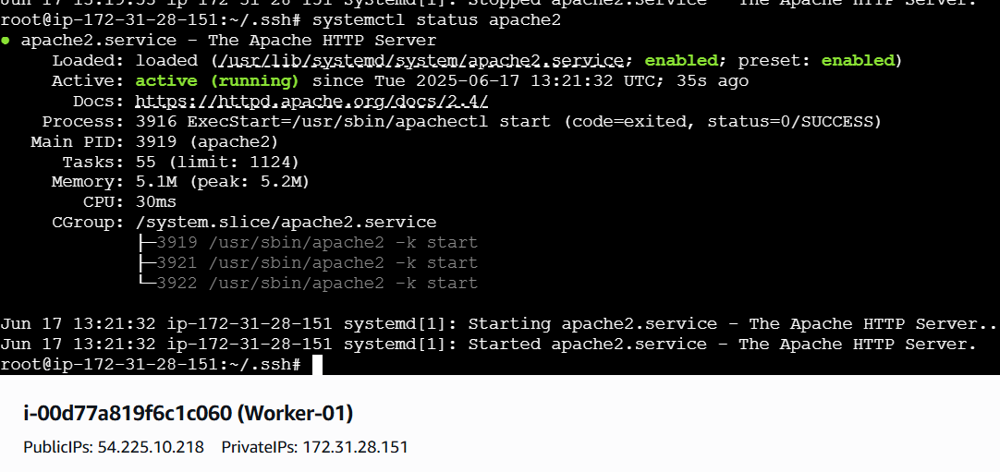 Jun 17 13:19:53 ip-172-31-28-151 systemd[1]: Stopped apache2.service - The Apache HTTP Server.
root@ip-172-31-28-151:~/.ssh# systemctl status apache2
● apache2.service - The Apache HTTP Server
Loaded: loaded (/usr/lib/systemd/system/apache2.service; enabled; preset: enabled)
Active: active (running) since Tue 2025-06-17 13:21:32 UTC; 35s ago
Docs: https://httpd.apache.org/docs/2.4/
Process: 3916 ExecStart=/usr/sbin/apachectl start (code=exited, status=0/SUCCESS)
Main PID: 3919 (apache2)
Tasks: 55 (limit: 1124)
Memory: 5.1M (peak: 5.2M)
CPU: 30ms
CGroup: /system.slice/apache2.service
├─3919 /usr/sbin/apache2 -k start
├─3921 /usr/sbin/apache2 -k start
└─3922 /usr/sbin/apache2 -k start
Jun 17 13:21:32 ip-172-31-28-151 systemd[1]: Starting apache2.service - The Apache HTTP Server..
Jun 17 13:21:32 ip-172-31-28-151 systemd[1]: Started apache2.service - The Apache HTTP Server.
root@ip-172-31-28-151:~/.ssh#
i-00d77a819f6c1c060 (Worker-01)
PublicIPs: 54.225.10.218 PrivateIPs: 172.31.28.151